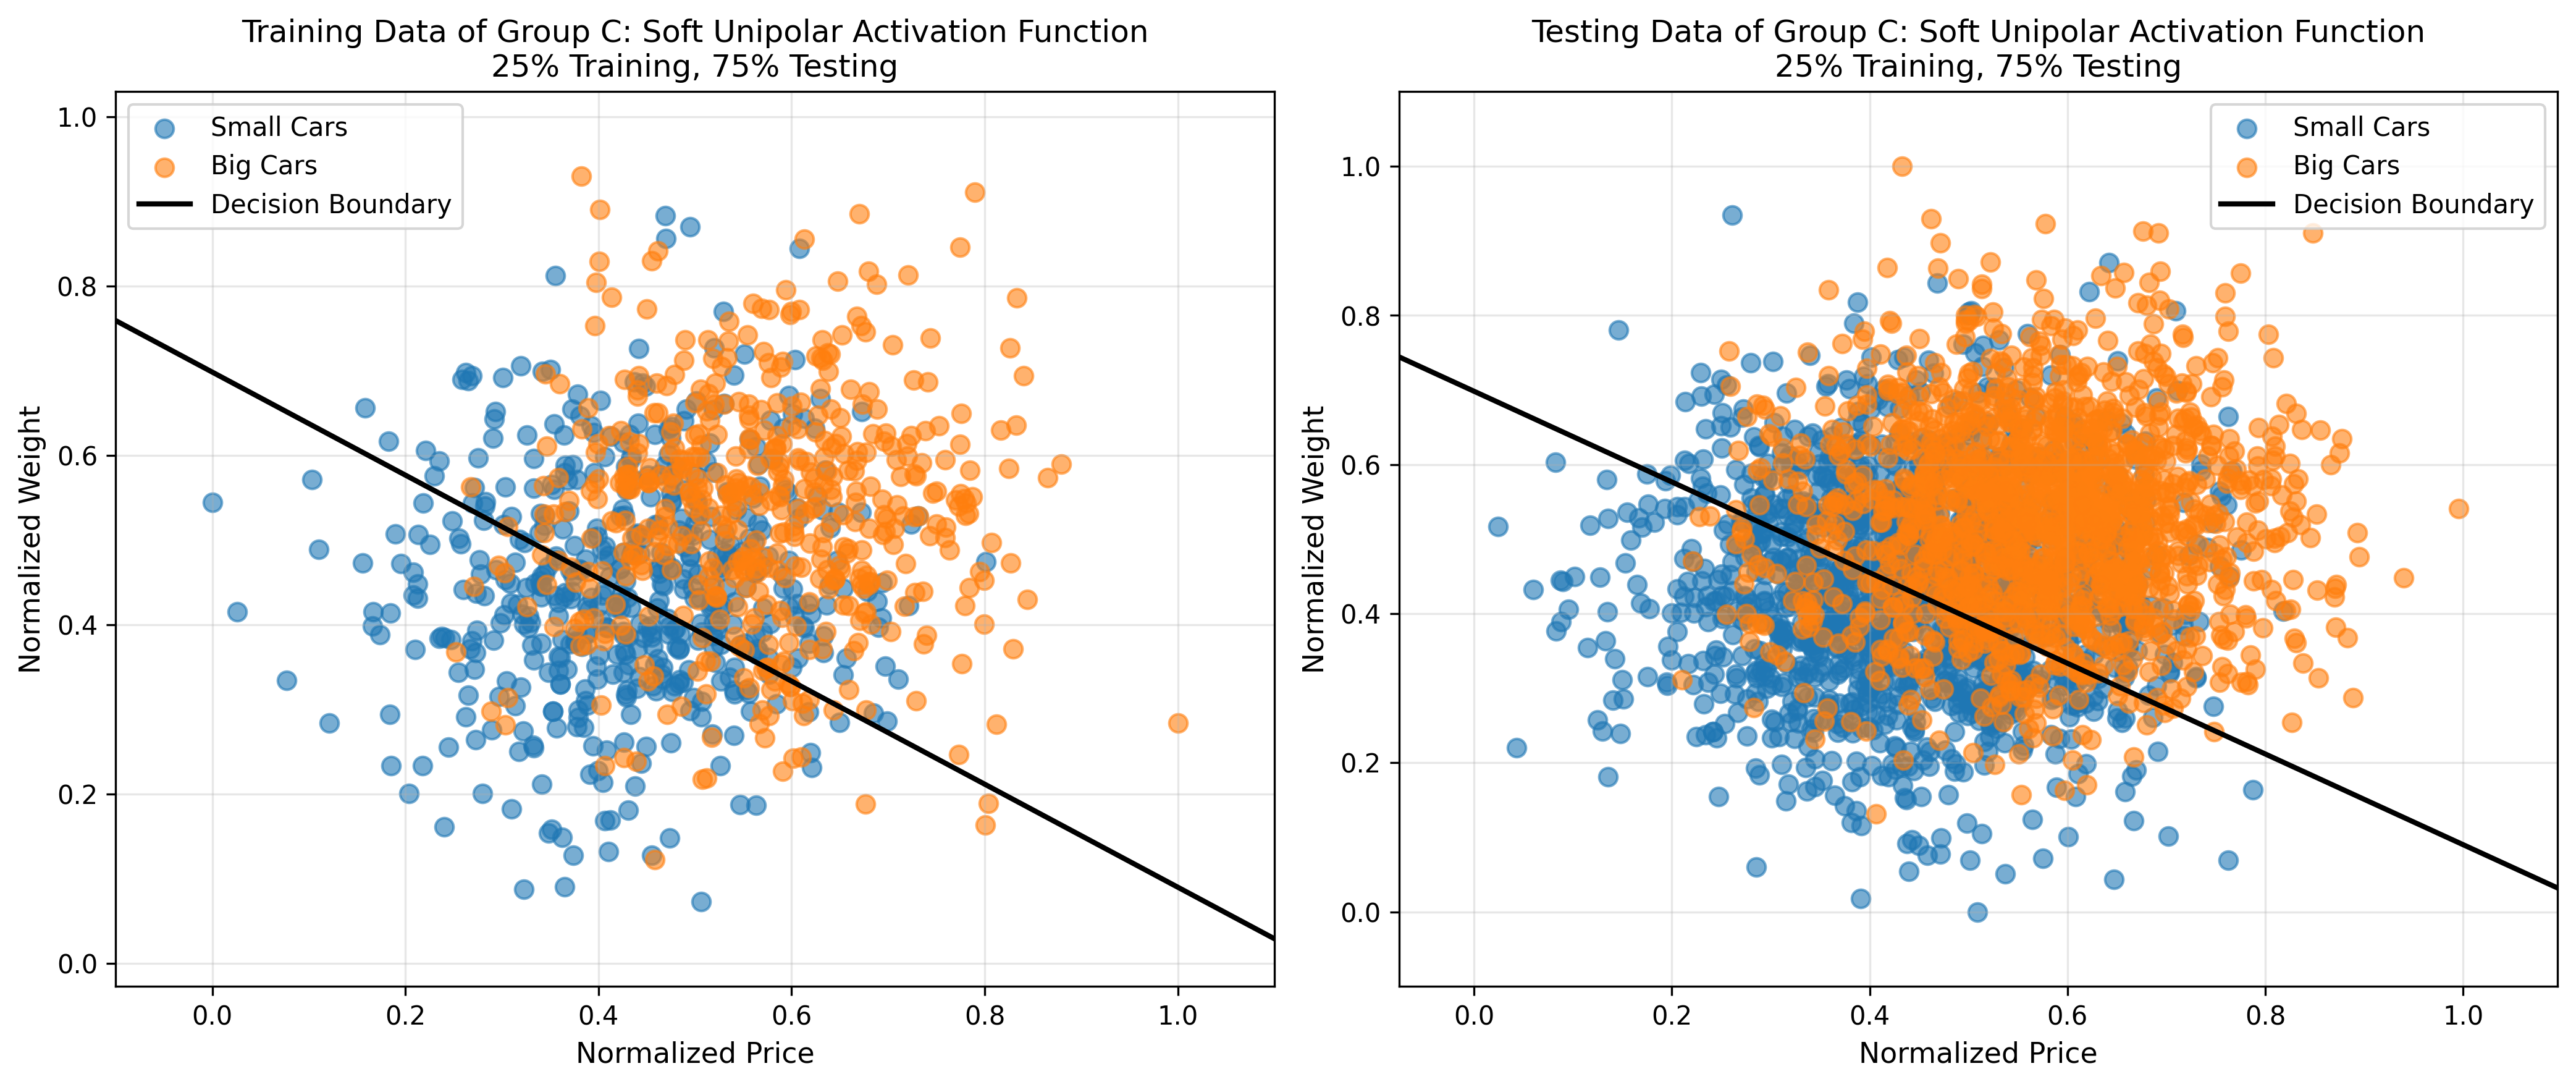 Training Data of Group C: Soft Unipolar Activation Function
25% Training, 75% Testing
Small Cars
Big Cars
Decision Boundary
Normalized Weight
1.0
0.8
0.6
0.4
0.2
0.0
0.0 0.2 0.4 0.6 0.8 1.0
Normalized Price
Testing Data of Group C: Soft Unipolar Activation Function
25% Training, 75% Testing
Small Cars
Big Cars
Decision Boundary
Normalized Weight
1.0
0.8
0.6
0.4
0.2
0.0
0.0 0.2 0.4 0.6 0.8 1.0
Normalized Price